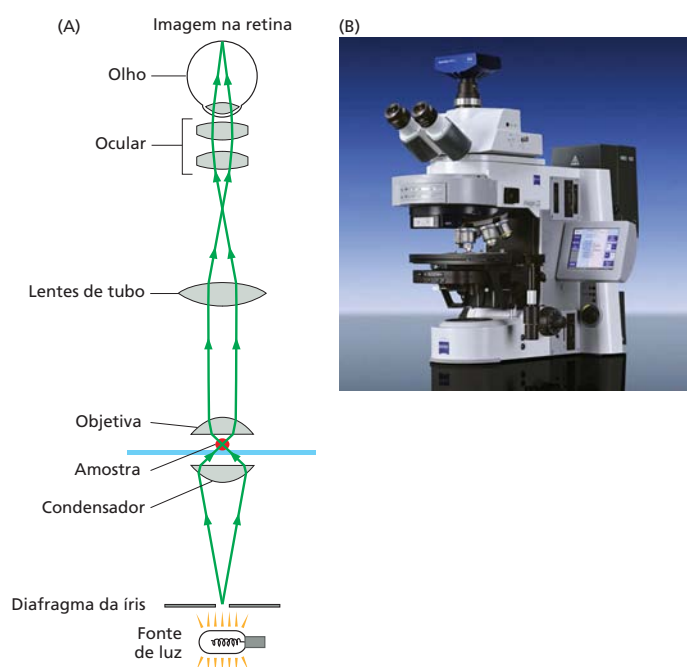 (A)
Imagem na retina
(B)
Olho
Ocular
Lentes de tubo
Objetiva
Amostra
Condensador
Diafragma da íris
Fonte
de luz